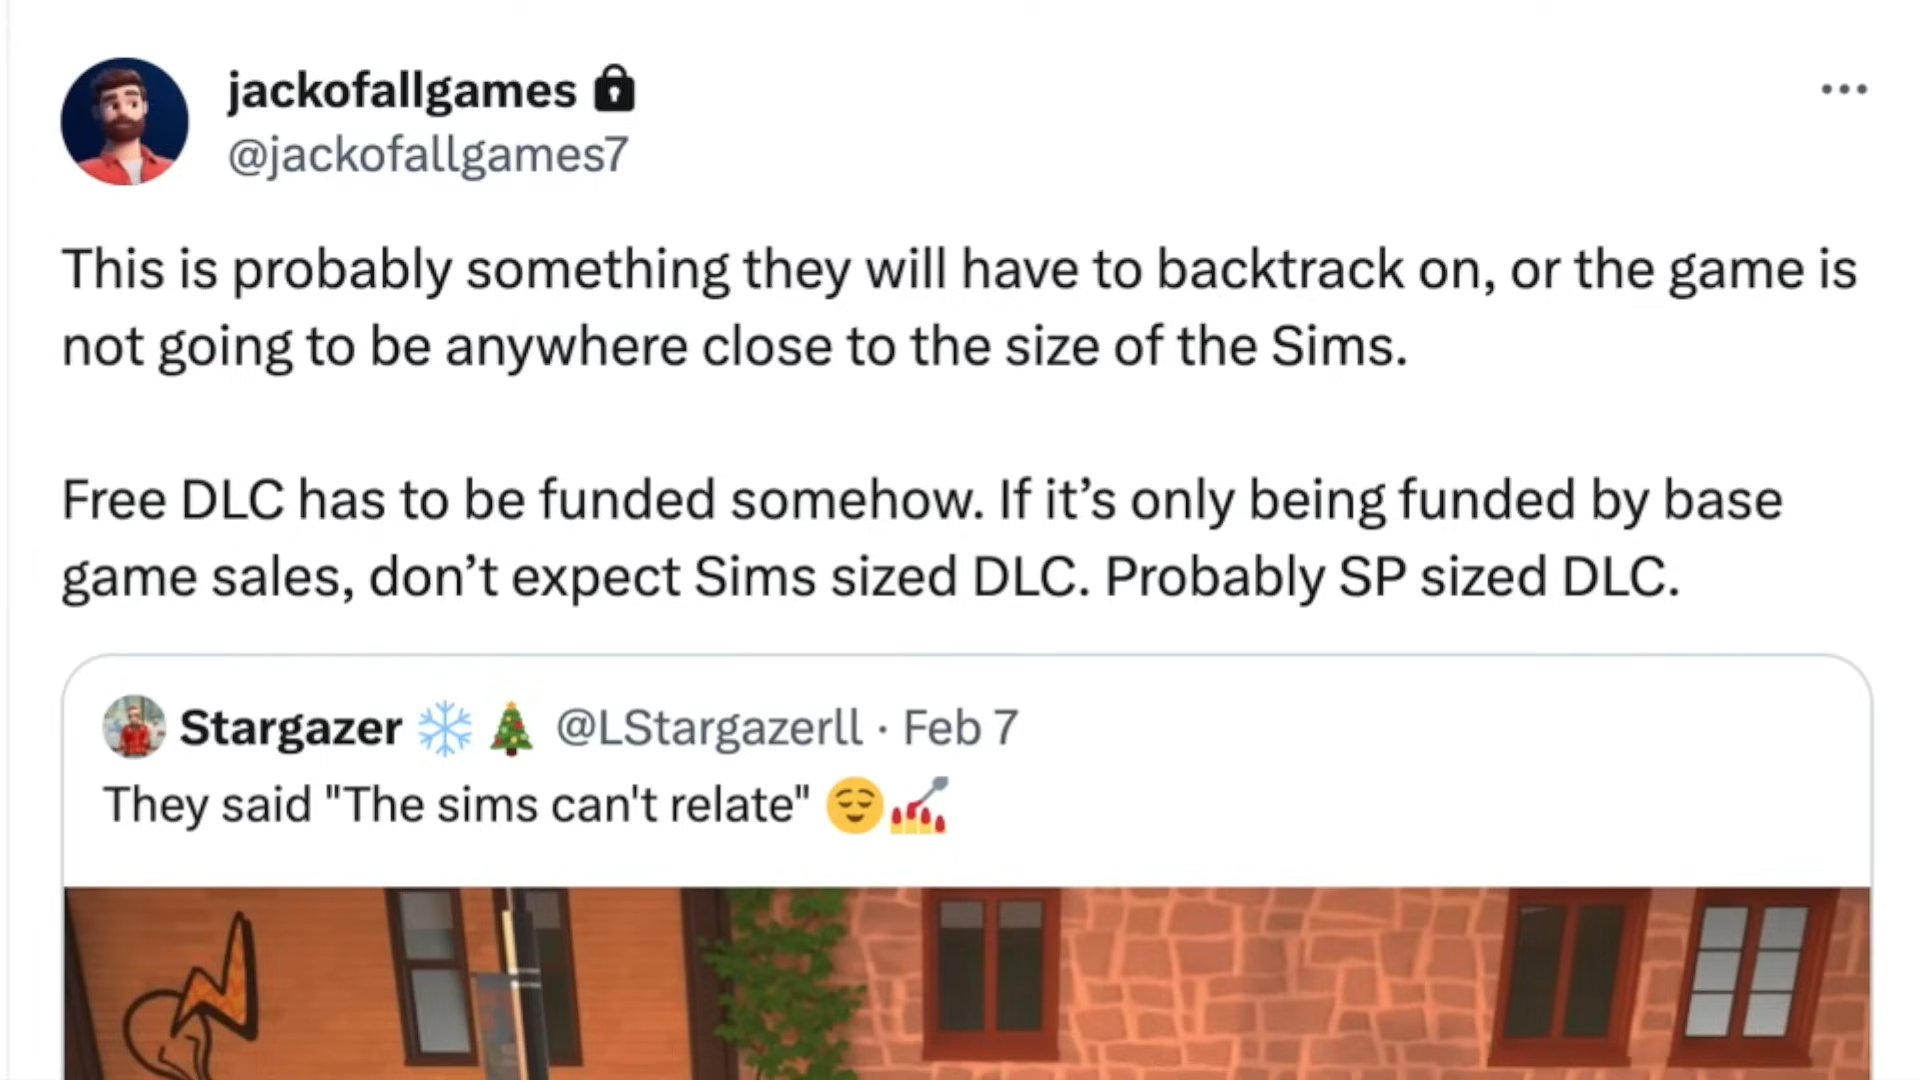 jackofallgames
@jackofallgames7
This is probably something they will have to backtrack on, or the game is
not going to be anywhere close to the size of the Sims.
Free DLC has to be funded somehow. If it’s only being funded by base
game sales, don’t expect Sims sized DLC. Probably SP sized DLC.
Stargazer ❄️ 🎄 @LStargazerll · Feb 7
They said "The sims can't relate" 😌💅